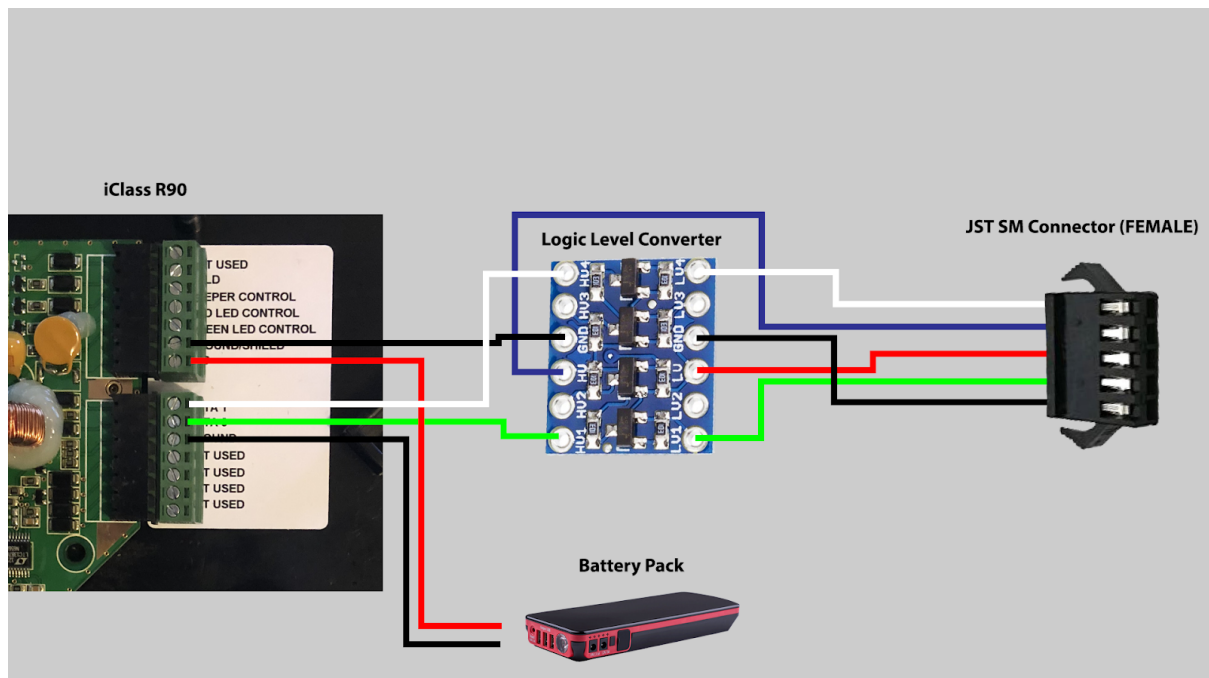 iClass R90
T USED
LD
EPER CONTROL
D LED CONTROL
EEN LED CONTROL
OUND/SHIELD
TA 1
OUND
T USED
T USED
T USED
T USED
Logic Level Converter
HV4 LV4
HV3 LV3
GND GND
HV LV
HV2 LV2
HV1 LV1
JST SM Connector (FEMALE)
Battery Pack